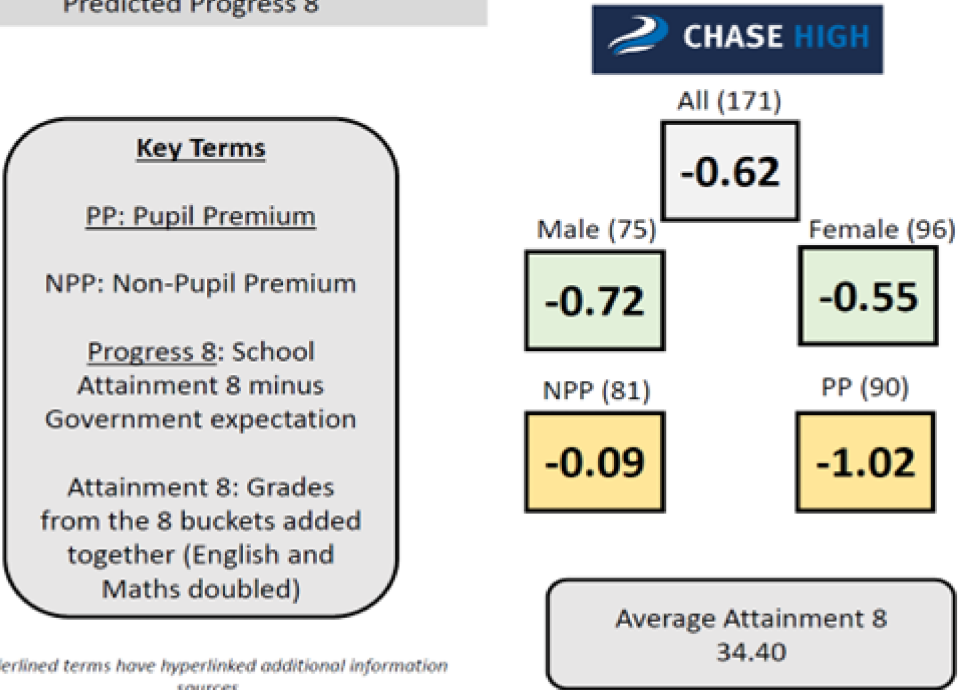 Predicted Progress 8
CHASE HIGH
All (171)
-0.62
Male (75)
Female (96)
-0.72
-0.55
NPP (81)
PP (90)
-0.09
-1.02
Average Attainment 8
34.40
Key Terms
PP: Pupil Premium
NPP: Non-Pupil Premium
Progress 8: School
Attainment 8 minus
Government expectation
Attainment 8: Grades
from the 8 buckets added
together (English and
Maths doubled)
terms have hyperlinked additional information
sources